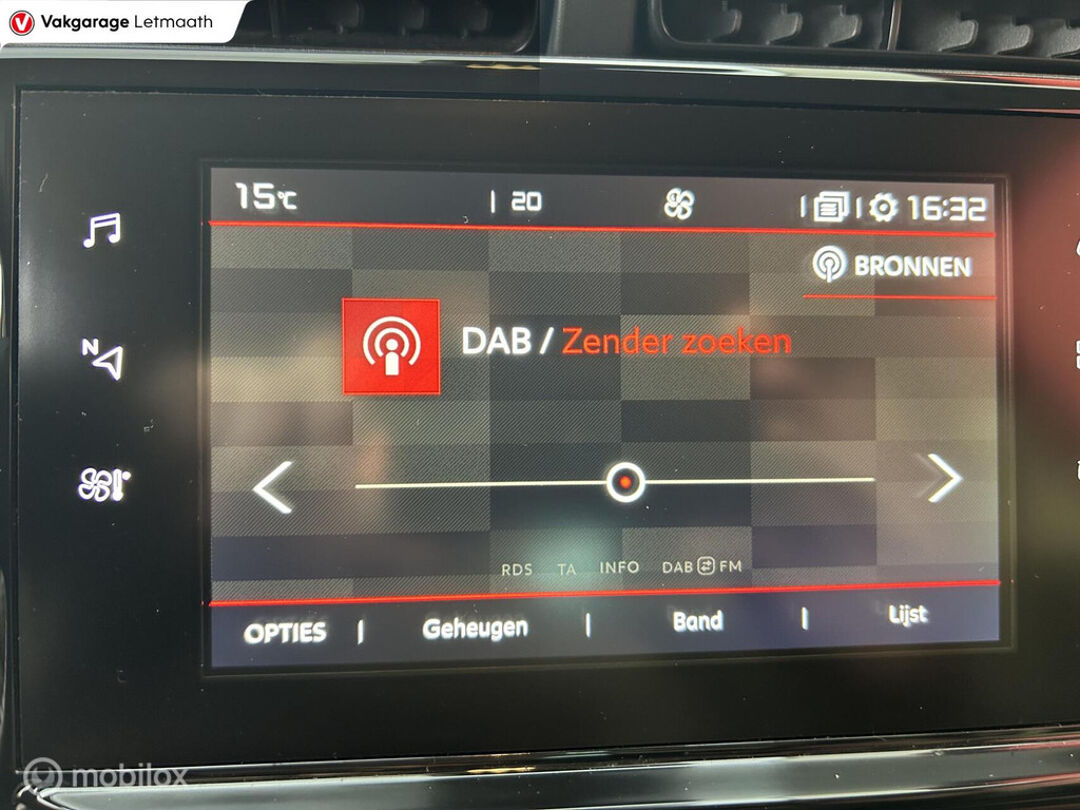 Vakgarage Letmaath
15°C | 20 | | 16:32
BRONNEN
DAB / Zender zoeken
N
RDS TA INFO DAB FM
OPTIES | Geheugen | Band | Lijst
mobilox